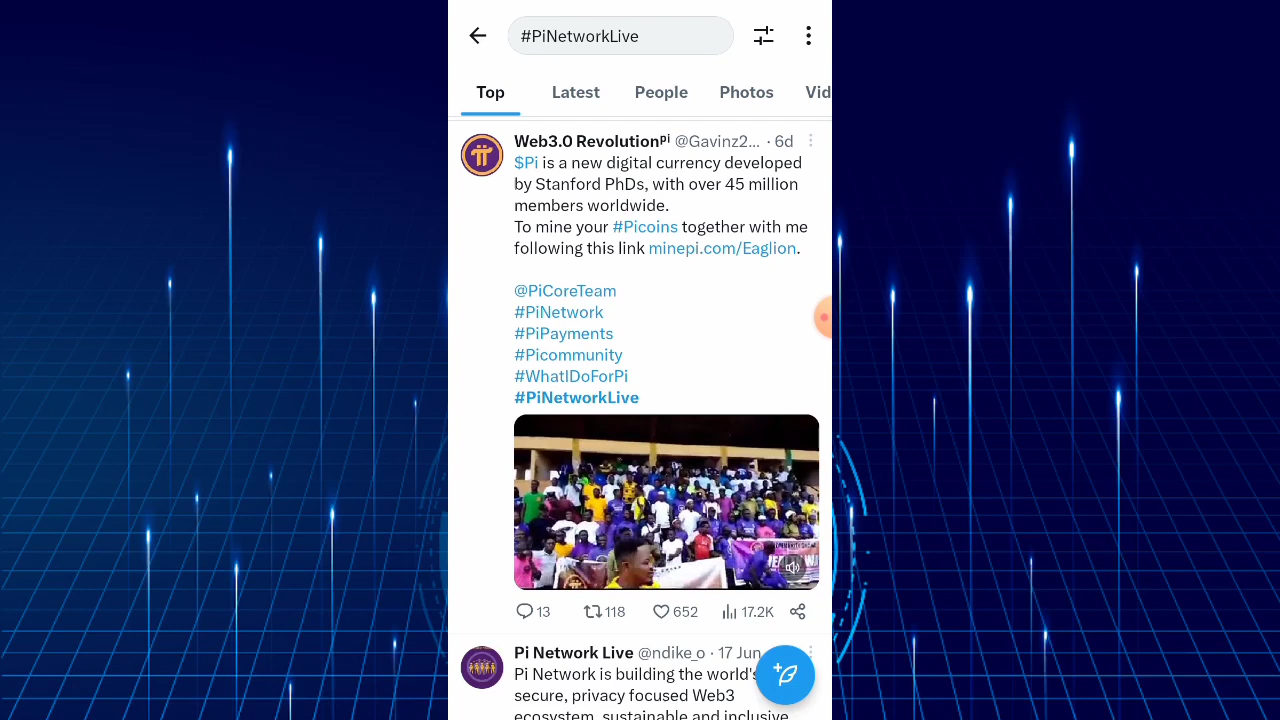 #PiNetworkLive
Top Latest People Photos Vid
Web3.0 Revolutionᵖⁱ @Gavinz2... · 6d
$Pi is a new digital currency developed
by Stanford PhDs, with over 45 million
members worldwide.
To mine your #Picoins together with me
following this link minepi.com/Eaglion.
@PiCoreTeam
#PiNetwork
#PiPayments
#Picommunity
#WhatIDoForPi
#PiNetworkLive
13 118 652 17.2K
Pi Network Live @ndike_o · 17 Jun
Pi Network is building the world's
secure, privacy focused Web3
ecosystem, sustainable and inclusive